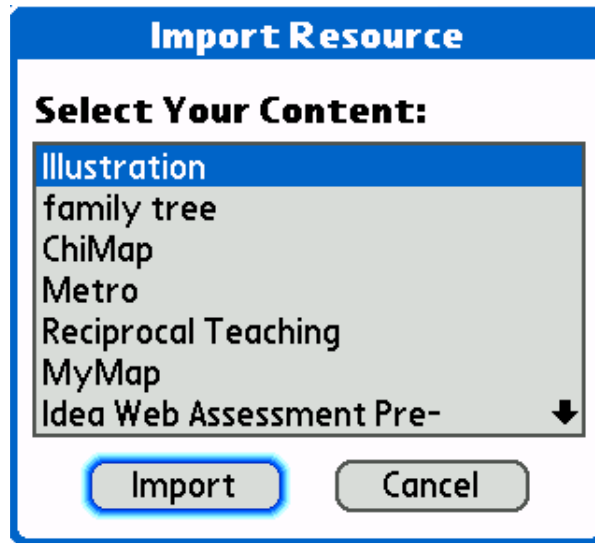 Import Resource
Select Your Content:
Illustration
family tree
ChiMap
Metro
Reciprocal Teaching
MyMap
Idea Web Assessment Pre-
Import
Cancel